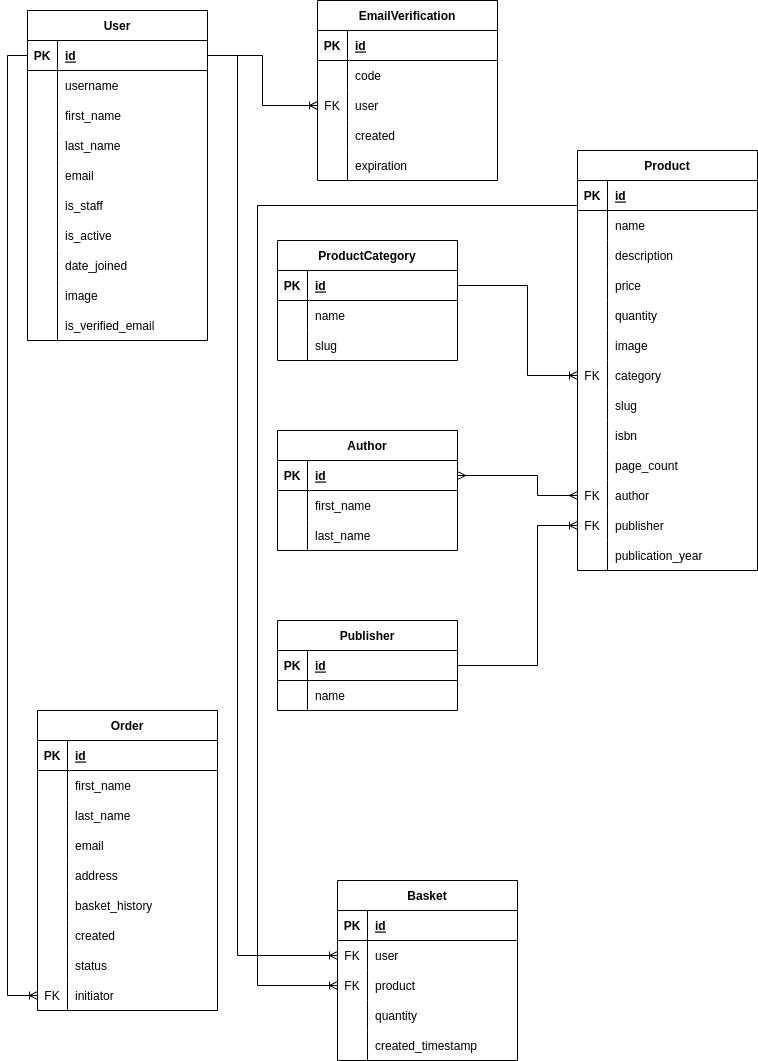 User
PK id
username
first_name
last_name
email
is_staff
is_active
date_joined
image
is_verified_email
EmailVerification
PK id
code
FK user
created
expiration
Product
PK id
name
description
price
quantity
image
FK category
slug
isbn
page_count
FK author
FK publisher
publication_year
ProductCategory
PK id
name
slug
Author
PK id
first_name
last_name
Publisher
PK id
name
Order
PK id
first_name
last_name
email
address
basket_history
created
status
FK initiator
Basket
PK id
FK user
FK product
quantity
created_timestamp